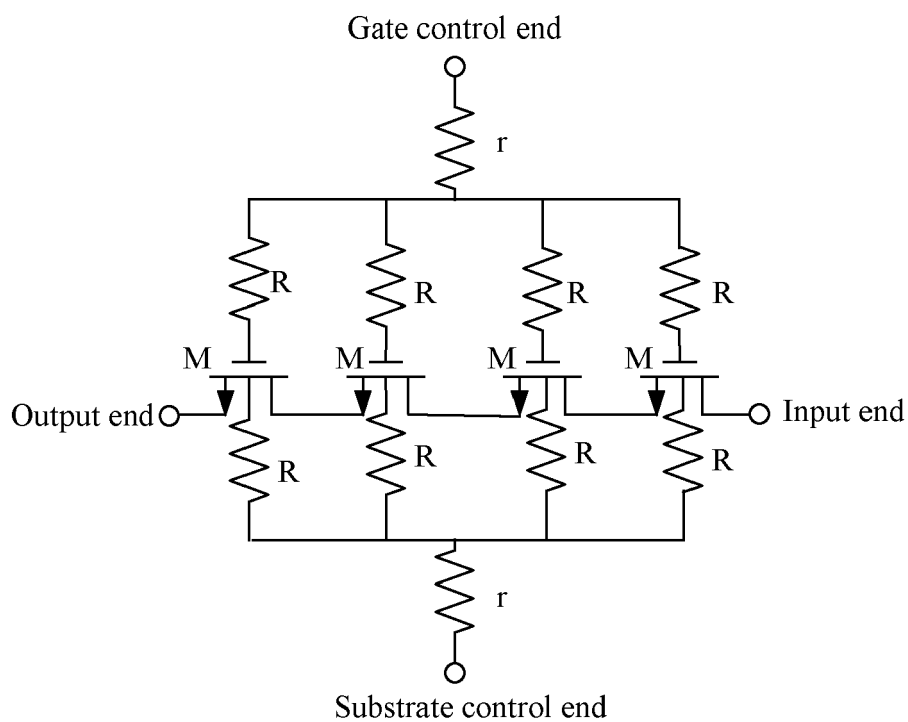 Gate control end
r
R
R
R
R
M
M
M
M
Output end
Input end
R
R
R
R
r
Substrate control end